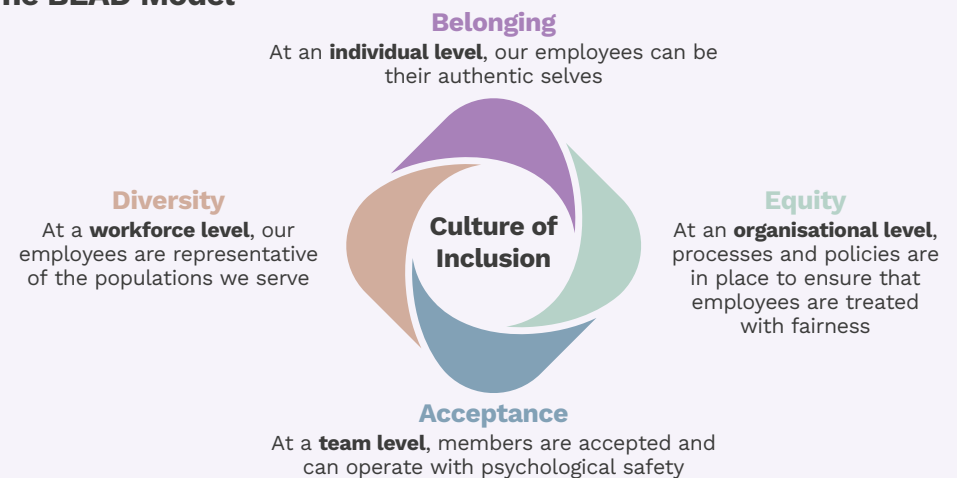 BEAD Model
Belonging
At an individual level, our employees can be
their authentic selves
Diversity
At a workforce level, our
employees are representative
of the populations we serve
Culture of
Inclusion
Equity
At an organisational level,
processes and policies are
in place to ensure that
employees are treated
with fairness
Acceptance
At a team level, members are accepted and
can operate with psychological safety